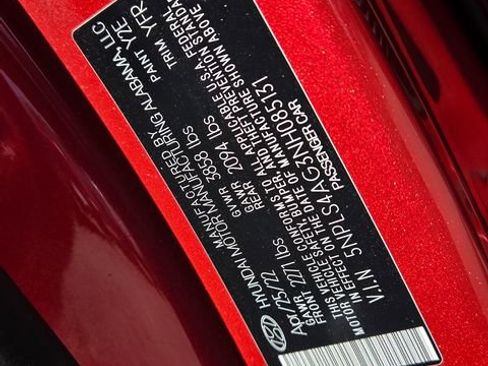 MANUFACTURED BY
HYUNDAI MOTOR MANUFACTURING ALABAMA, LLC
Apr/25/22 GVWR 3858 lbs PAINT Y2E
GAWR FRONT 2271 lbs GAWR REAR 2094 lbs TRIM YFR
THIS VEHICLE CONFORMS TO ALL APPLICABLE U.S.A. FEDERAL
MOTOR VEHICLE SAFETY, AND THEFT PREVENTION STANDARDS
IN EFFECT ON THE DATE OF MANUFACTURE SHOWN ABOVE
V.I.N 5NPLS4AG3NH085131
PASSENGER CAR